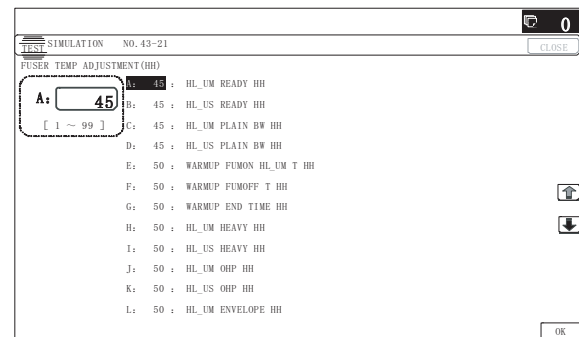 0
TEST SIMULATION NO.43-21
CLOSE
FUSER TEMP ADJUSTMENT(HH)
A: 45
[ 1 ~ 99 ]
A: 45 : HL_UM READY HH
B: 45 : HL_US READY HH
C: 45 : HL_UM PLAIN BW HH
D: 45 : HL_US PLAIN BW HH
E: 50 : WARMUP FUMON HL_UM T HH
F: 50 : WARMUP FUMOFF T HH
G: 50 : WARMUP END TIME HH
H: 50 : HL_UM HEAVY HH
I: 50 : HL_US HEAVY HH
J: 50 : HL_UM OHP HH
K: 50 : HL_US OHP HH
L: 50 : HL_UM ENVELOPE HH
OK